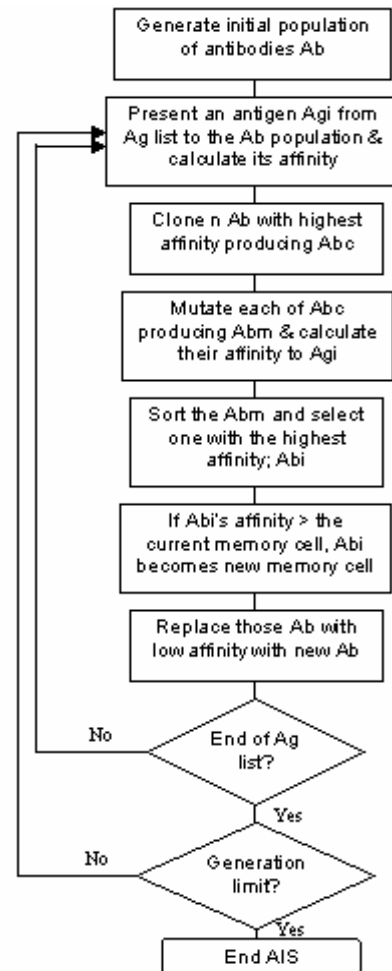 Generate initial population
of antibodies Ab
Present an antigen Agi from
Ag list to the Ab population &
calculate its affinity
Clone n Ab with highest
affinity producing Abc
Mutate each of Abc
producing Abm & calculate
their affinity to Agi
Sort the Abm and select
one with the highest
affinity; Abi
If Abi's affinity > the
current memory cell, Abi
becomes new memory cell
Replace those Ab with
low affinity with new Ab
No
End of Ag
list?
Yes
No
Generation
limit?
Yes
End AIS